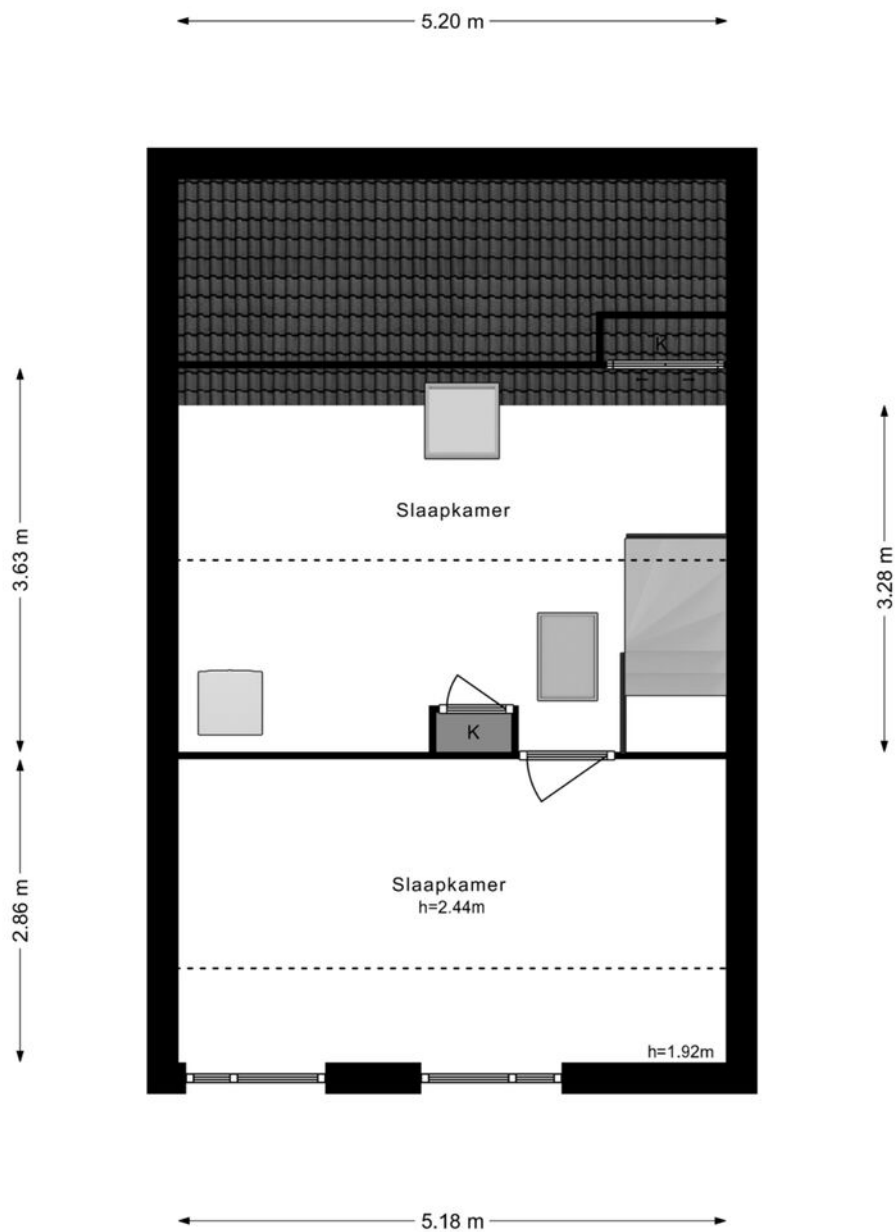 5.20 m
K
Slaapkamer
3.63 m
3.28 m
K
Slaapkamer
h=2.44m
2.86 m
h=1.92m
5.18 m